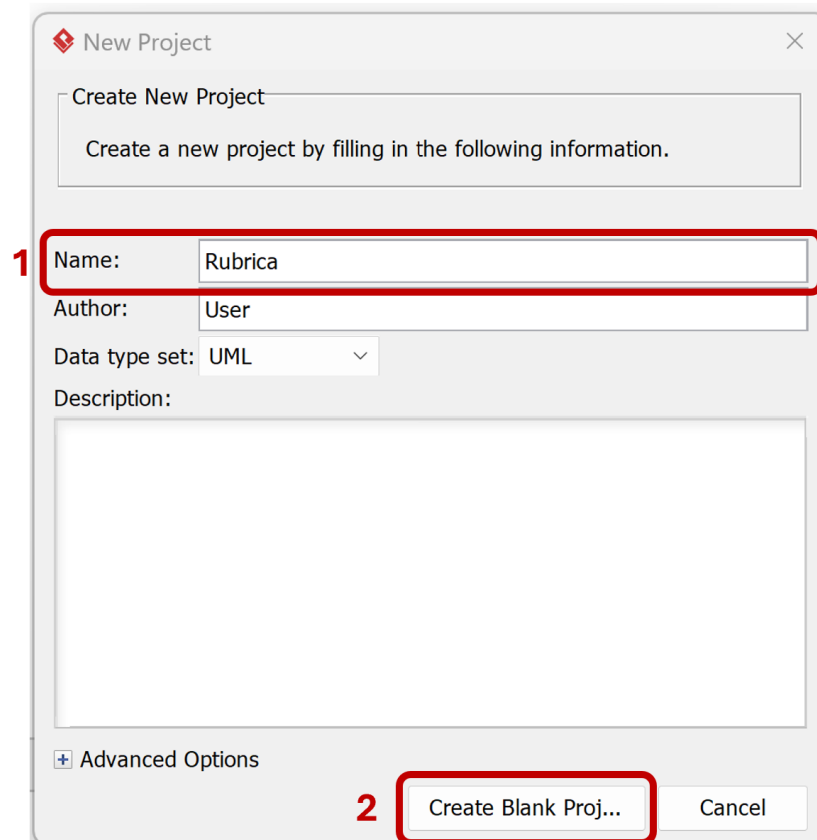 New Project
Create New Project
Create a new project by filling in the following information.
1 Name: Rubrica
Author: User
Data type set: UML
Description:
Advanced Options
2 Create Blank Proj... Cancel